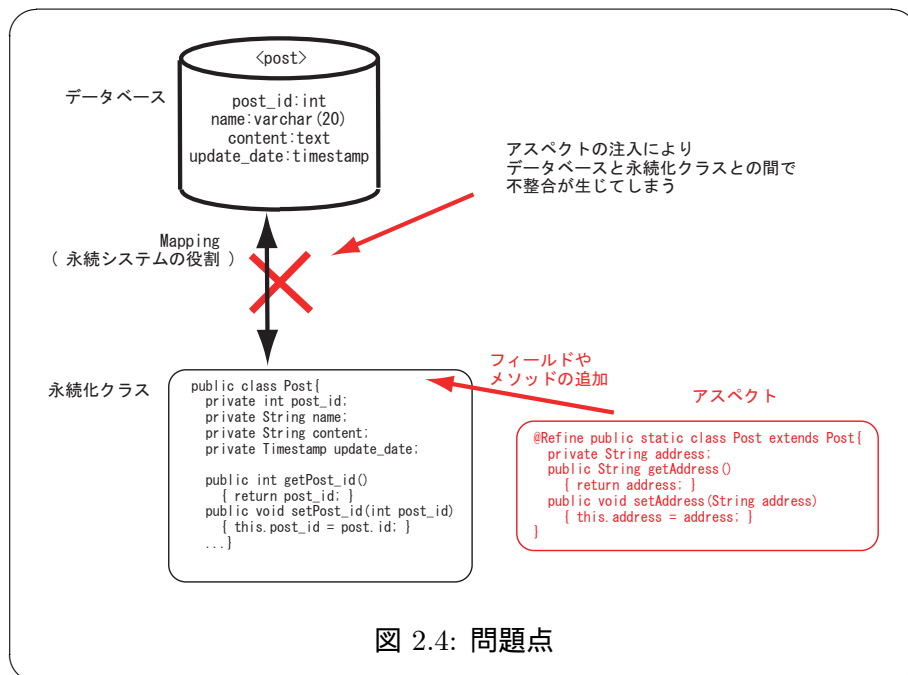 <post>
データベース
post_id:int
name:varchar(20)
content:text
update_date:timestamp
アスペクトの注入により
データベースと永続化クラスとの間で
不整合が生じてしまう
Mapping
( 永続システムの役割 )
永続化クラス
public class Post{
private int post_id;
private String name;
private String content;
private Timestamp update_date;
public int getPost_id()
{ return post_id; }
public void setPost_id(int post_id)
{ this.post_id = post.id; }
...}
フィールドや
メソッドの追加
アスペクト
@Refine public static class Post extends Post{
private String address;
public String getAddress()
{ return address; }
public void setAddress(String address)
{ this.address = address; }
}
図 2.4: 問題点